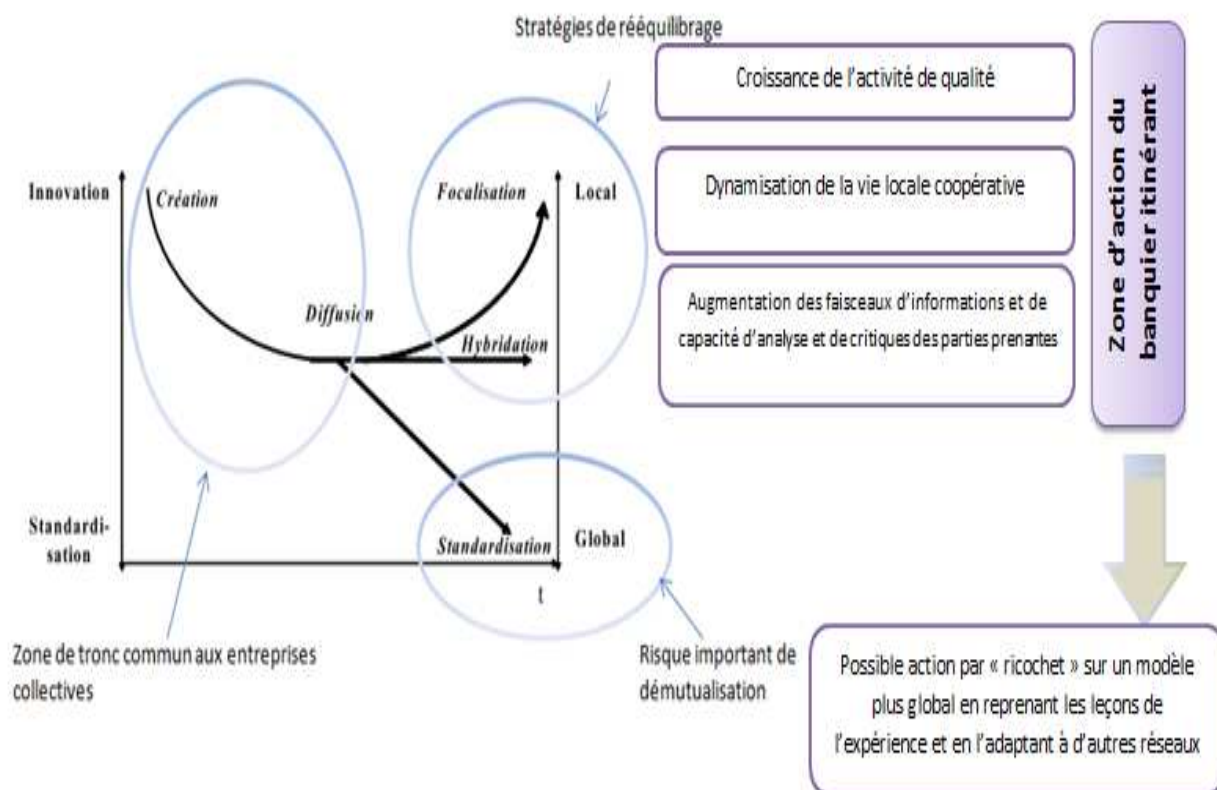 Stratégies de rééquilibrage
Innovation
Création
Focalisation
Local
Diffusion
Hybridation
Standardi-
sation
Standardisation
Global
t
Zone de tronc commun aux entreprises
collectives
Risque important de
démutualisation
Croissance de l'activité de qualité
Dynamisation de la vie locale coopérative
Augmentation des faisceaux d'informations et de
capacité d'analyse et de critiques des parties prenantes
Zone d'action du
banquier itinérant
Possible action par « ricochet » sur un modèle
plus global en reprenant les leçons de
l'expérience et en l'adaptant à d'autres réseaux